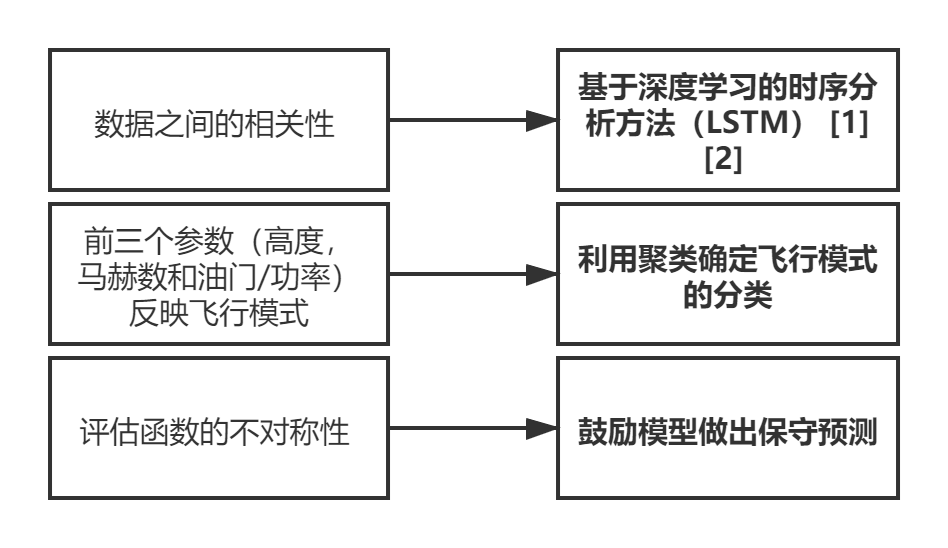 数据之间的相关性
基于深度学习的时序分
析方法（LSTM） [1]
[2]
前三个参数（高度，
马赫数和油门/功率）
反映飞行模式
利用聚类确定飞行模式
的分类
评估函数的不对称性
鼓励模型做出保守预测